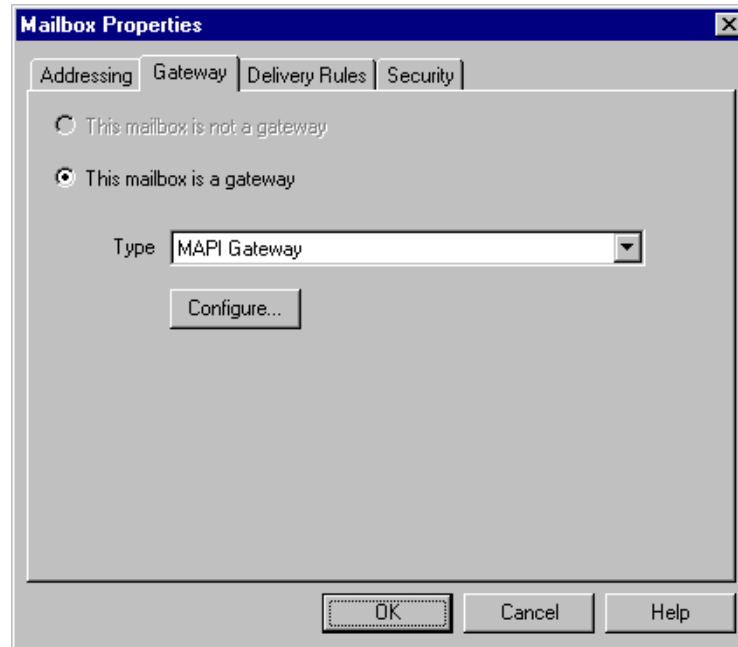 Mailbox Properties
Addressing Gateway Delivery Rules Security
This mailbox is not a gateway
This mailbox is a gateway
Type MAPI Gateway
Configure...
OK Cancel Help